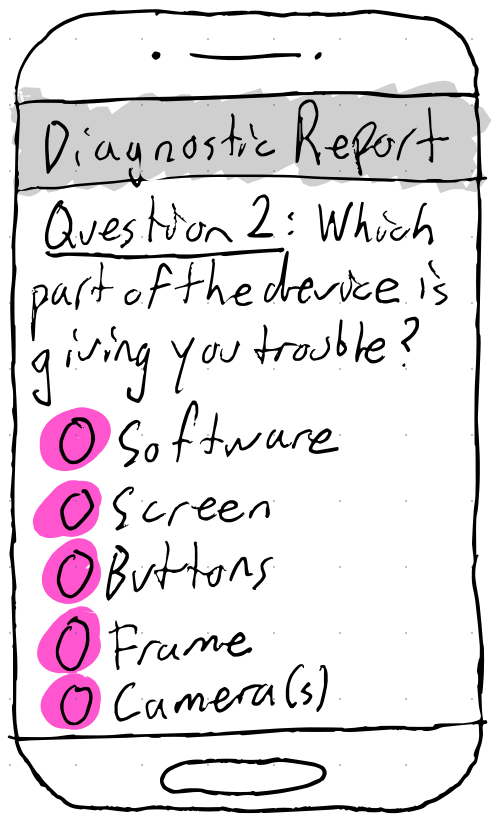 Diagnostic Report
Question 2: Which
part of the device is
giving you trouble?
Software
Screen
Buttons
Frame
Camera(s)